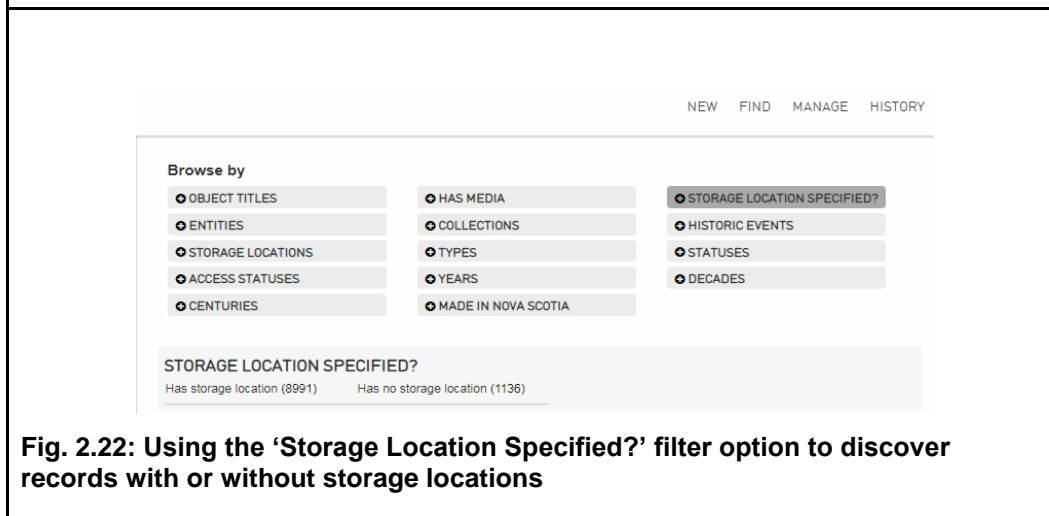 NEW FIND MANAGE HISTORY
Browse by
OBJECT TITLES HAS MEDIA STORAGE LOCATION SPECIFIED?
ENTITIES COLLECTIONS HISTORIC EVENTS
STORAGE LOCATIONS TYPES STATUSES
ACCESS STATUSES YEARS DECADES
CENTURIES MADE IN NOVA SCOTIA
STORAGE LOCATION SPECIFIED?
Has storage location (8991) Has no storage location (1136)
Fig. 2.22: Using the ‘Storage Location Specified?’ filter option to discover
records with or without storage locations